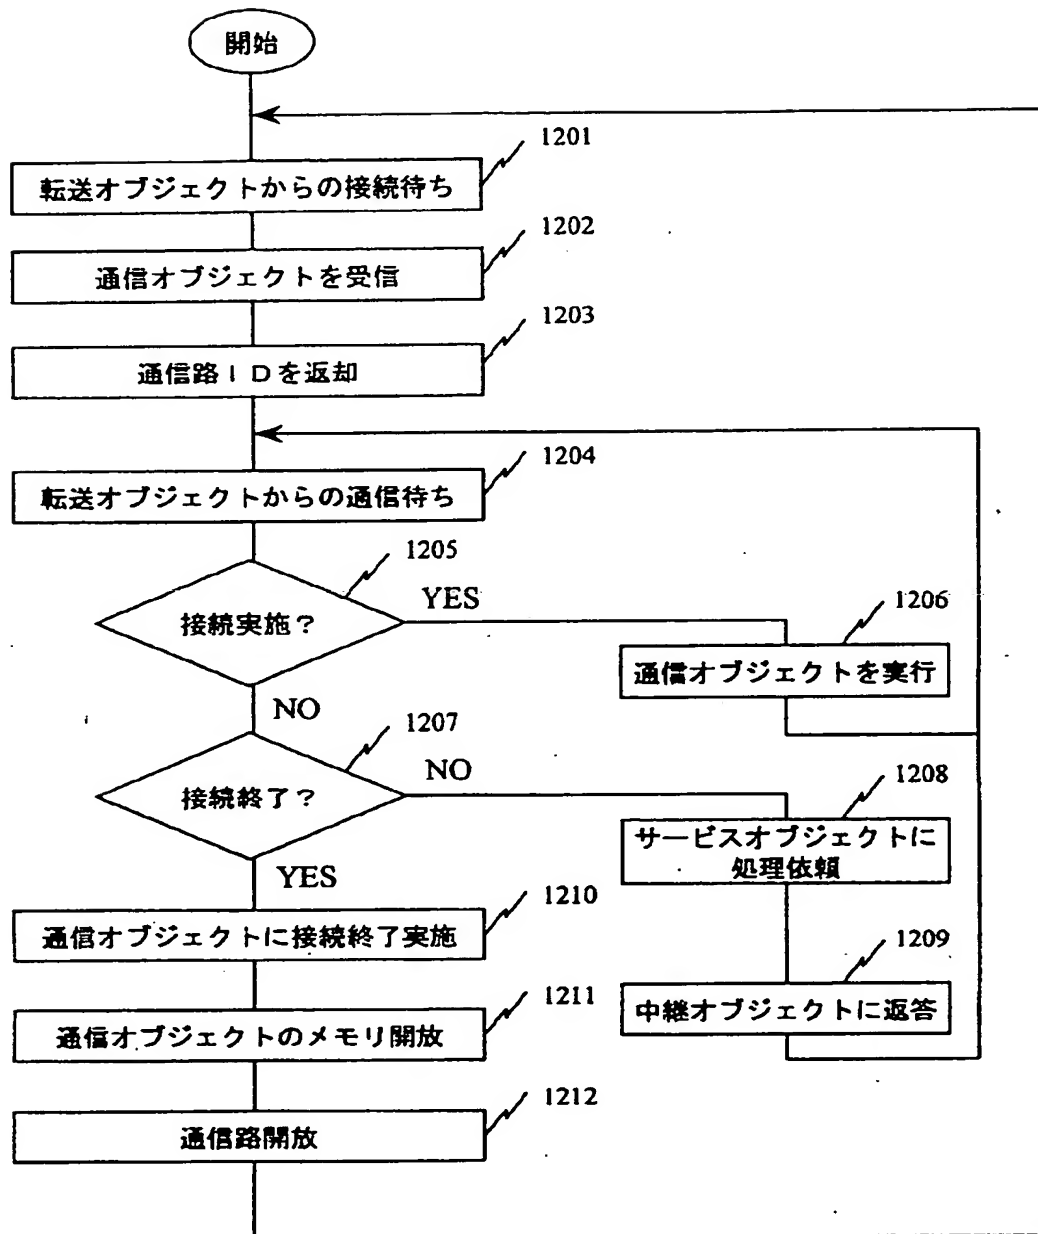 開始
1201
転送オブジェクトからの接続待ち
1202
通信オブジェクトを受信
1203
通信路IDを返却
1204
転送オブジェクトからの通信待ち
1205
接続実施?
YES
1206
通信オブジェクトを実行
NO
1207
接続終了?
NO
1208
サービスオブジェクトに
処理依頼
YES
1210
通信オブジェクトに接続終了実施
1209
中継オブジェクトに返答
1211
通信オブジェクトのメモリ開放
1212
通信路開放